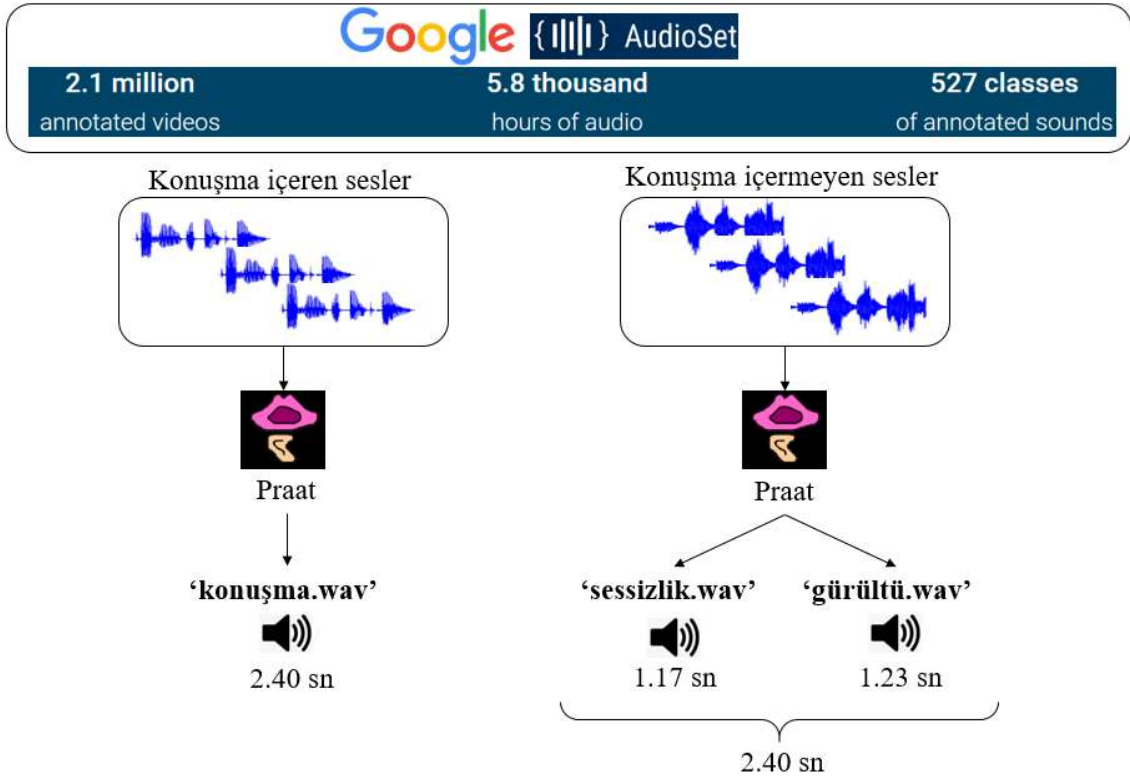 Google {|||||} AudioSet
2.1 million 5.8 thousand 527 classes
annotated videos hours of audio of annotated sounds
Konuşma içeren sesler Konuşma içermeyen sesler
Praat Praat
‘konuşma.wav’ ‘sessizlik.wav’ ‘gürültü.wav’
2.40 sn 1.17 sn 1.23 sn
2.40 sn